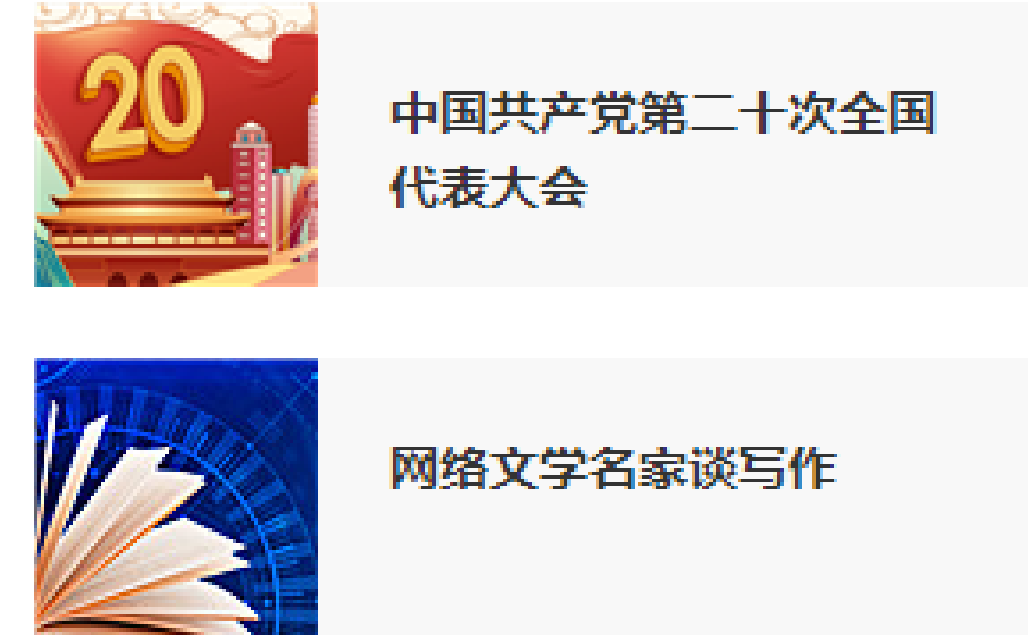 20
中国共产党第二十次全国
代表大会
网络文学名家谈写作